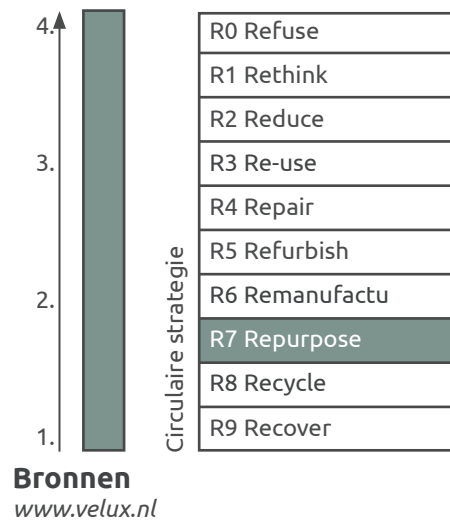 4.
3.
2.
1.
Circulaire strategie
R0 Refuse
R1 Rethink
R2 Reduce
R3 Re-use
R4 Repair
R5 Refurbish
R6 Remanufactu
R7 Repurpose
R8 Recycle
R9 Recover
Bronnen
www.velux.nl